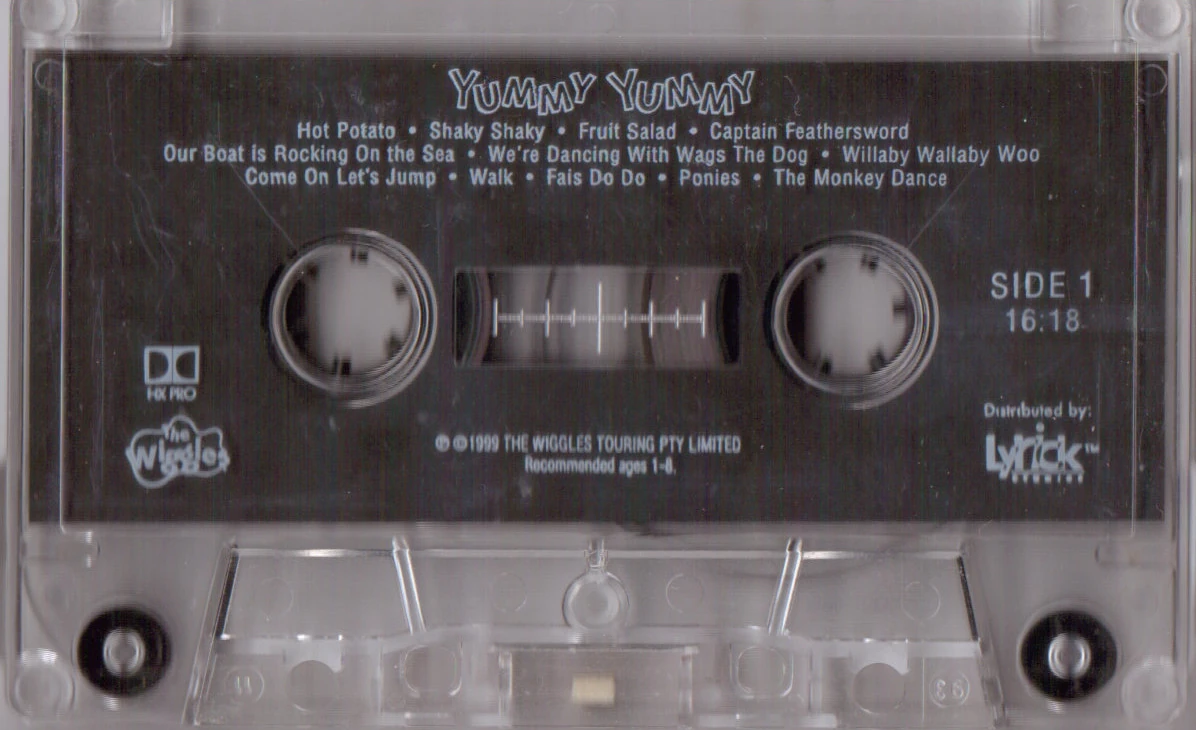 YUMMY YUMMY
Hot Potato • Shaky Shaky • Fruit Salad • Captain Feathersword
Our Boat is Rocking On the Sea • We're Dancing With Wags The Dog • Willaby Wallaby Woo
Come On Let's Jump • Walk • Fais Do Do • Ponies • The Monkey Dance
SIDE 1
16:18
HX PRO
The
Wiggles
℗ ©1999 THE WIGGLES TOURING PTY LIMITED
Recommended ages 1-8.
Distributed by:
Lyrick™
STUDIOS